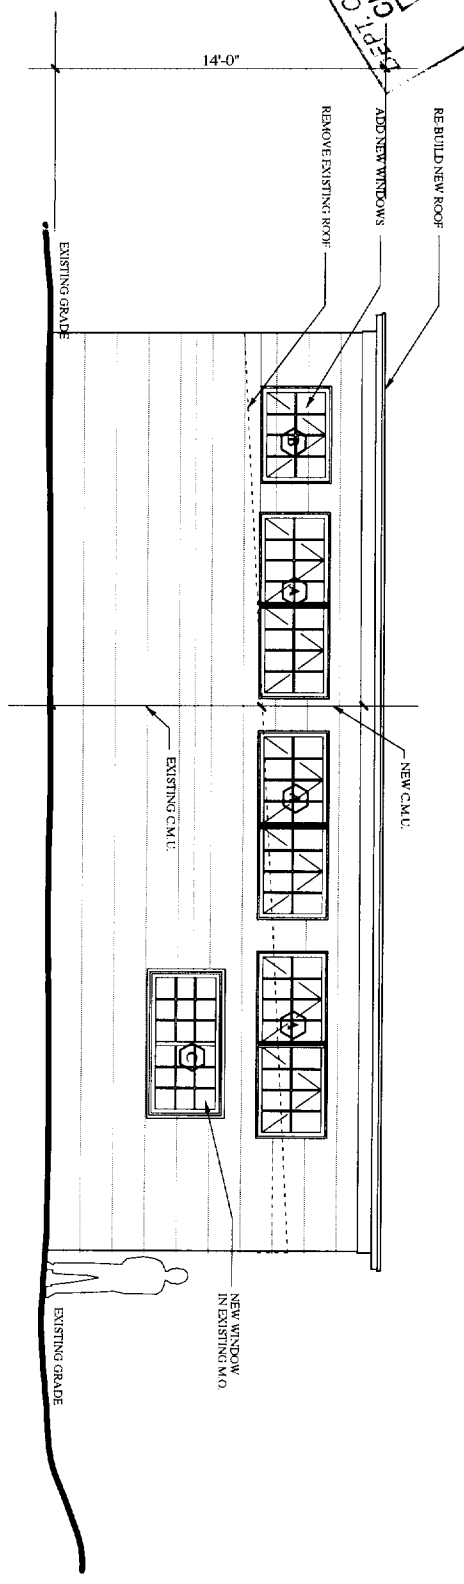 DEPT. O
RE-BUILD NEW ROOF
ADD NEW WINDOWS
REMOVE EXISTING ROOF
14'-0"
EXISTING GRADE
B
A
A
A
C
NEW C.M.U.
EXISTING C.M.U.
NEW WINDOW
IN EXISTING M.O.
EXISTING GRADE